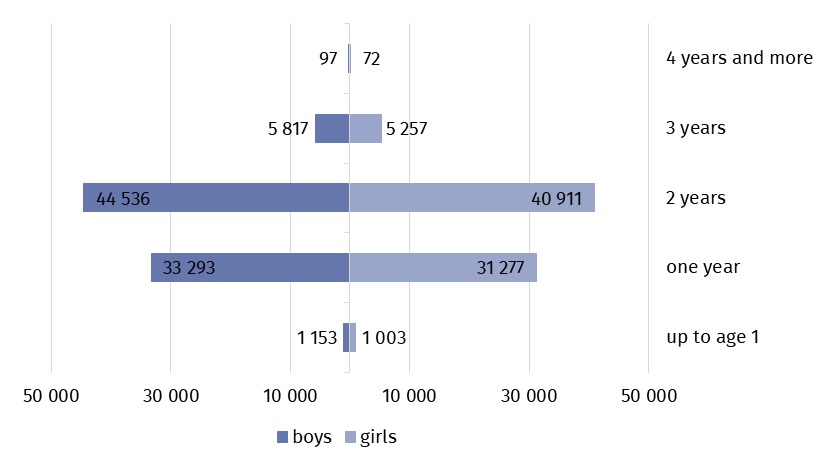 97 72 4 years and more
5 817 5 257 3 years
44 536 40 911 2 years
33 293 31 277 one year
1 153 1 003 up to age 1
50 000 30 000 10 000 10 000 30 000 50 000
boys girls